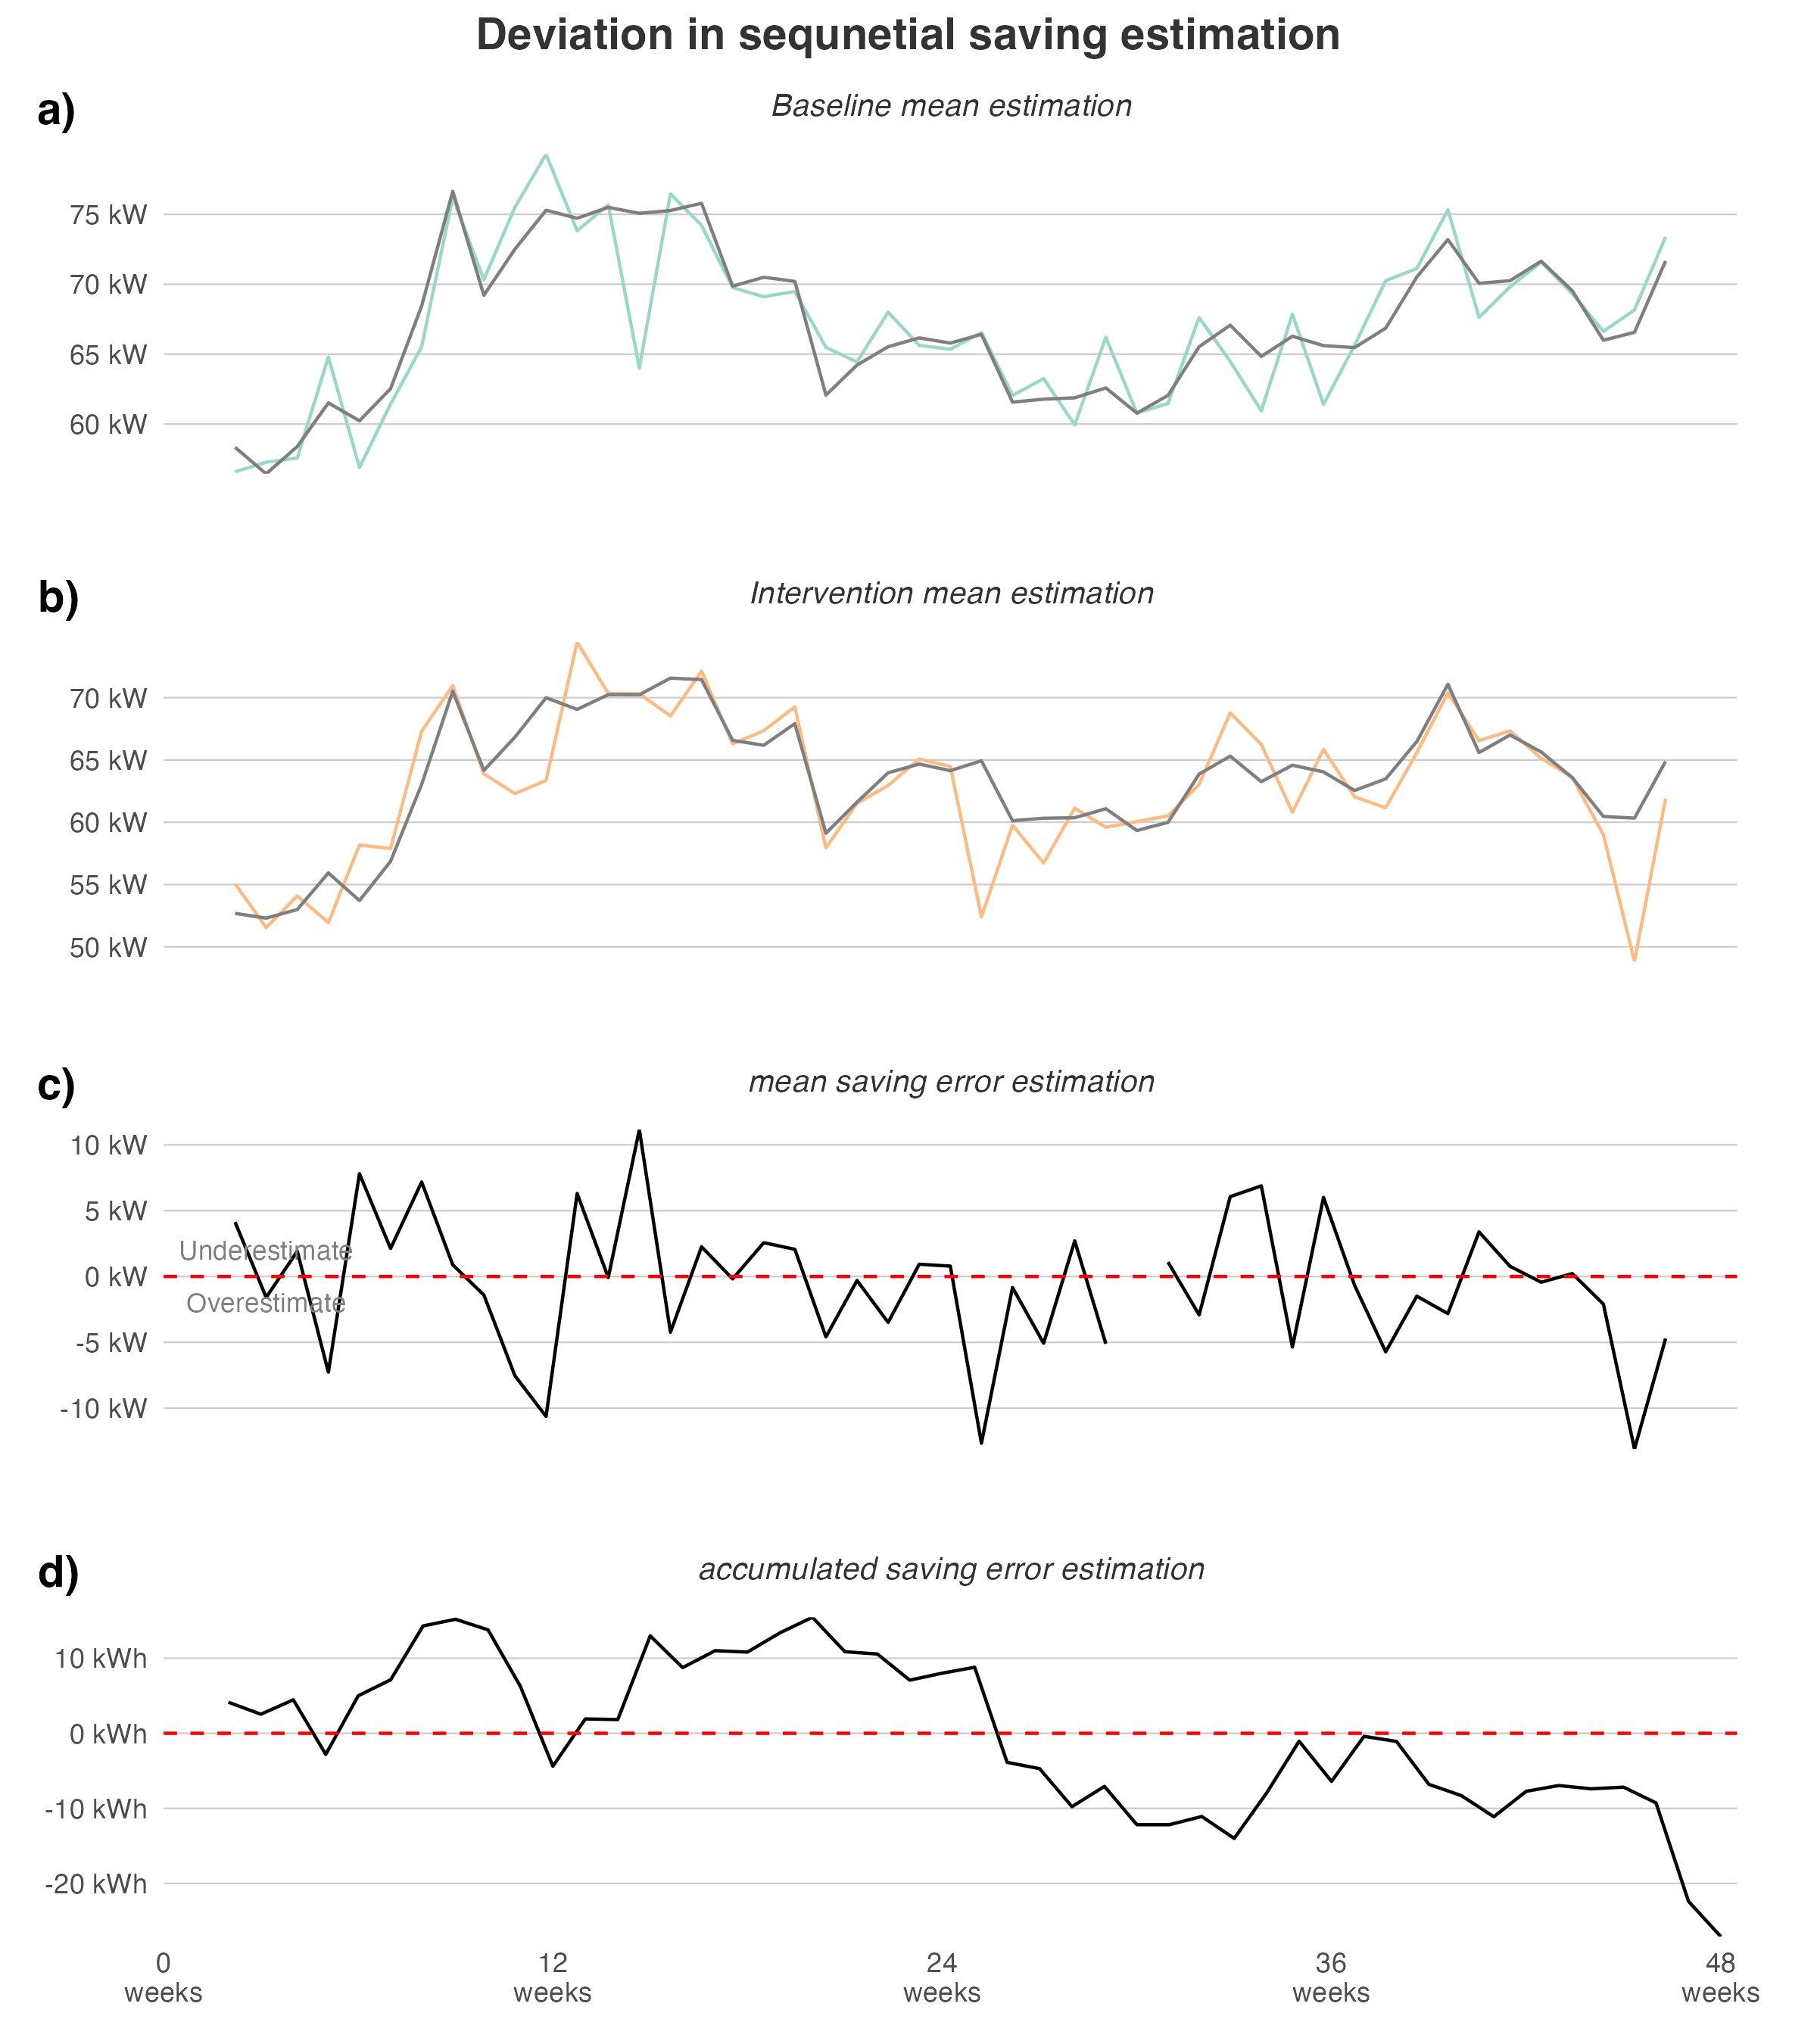 Deviation in sequnetial saving estimation
a)
Baseline mean estimation
75 kW
70 kW
65 kW
60 kW
b)
Intervention mean estimation
70 kW
65 kW
60 kW
55 kW
50 kW
c)
mean saving error estimation
10 kW
5 kW
Underestimate
0 kW
Overestimate
-5 kW
-10 kW
d)
accumulated saving error estimation
10 kWh
0 kWh
-10 kWh
-20 kWh
0 12 24 36 48
weeks weeks weeks weeks weeks